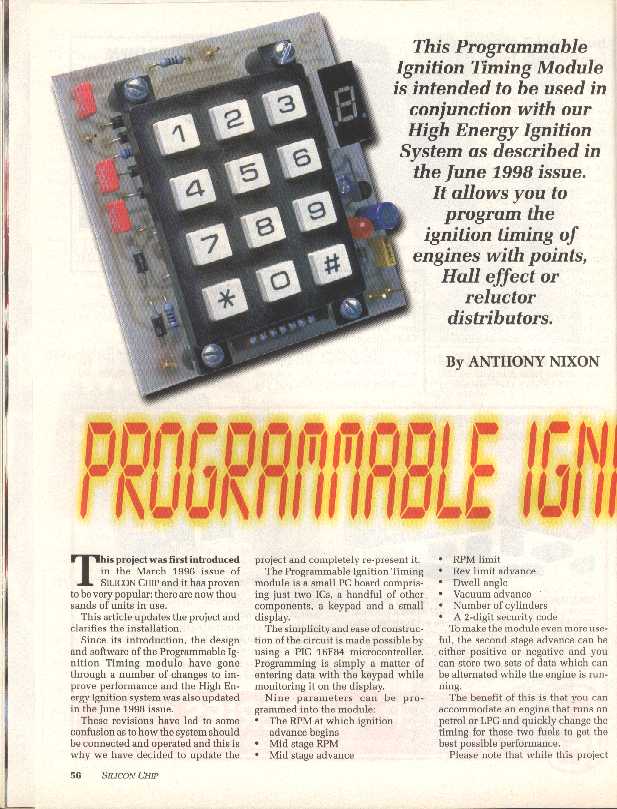 This Programmable
Ignition Timing Module
is intended to be used in
conjunction with our
High Energy Ignition
System as described in
the June 1998 issue.
It allows you to
program the
ignition timing of
engines with points,
Hall effect or
reluctor
distributors.
By ANTHONY NIXON
1 2 3
4 5 6
7 8 9
* 0 #
8.
PROGRAMMABLE IGNI
This project was first introduced
in the March 1996 issue of
SILICON CHIP and it has proven
to be very popular; there are now thou-
sands of units in use.
This article updates the project and
clarifies the installation.
Since its introduction, the design
and software of the Programmable Ig-
nition Timing module have gone
through a number of changes to im-
prove performance and the High En-
ergy Ignition system was also updated
in the June 1998 issue.
These revisions have led to some
confusion as to how the system should
be connected and operated and this is
why we have decided to update the
project and completely re-present it.
The Programmable Ignition Timing
module is a small PC board compris-
ing just two ICs, a handful of other
components, a keypad and a small
display.
The simplicity and ease of construc-
tion of the circuit is made possible by
using a PIC 16F84 microcontroller.
Programming is simply a matter of
entering data with the keypad while
monitoring it on the display.
Nine parameters can be pro-
grammed into the module:
• The RPM at which ignition
advance begins
• Mid stage RPM
• Mid stage advance
• RPM limit
• Rev limit advance
• Dwell angle
• Vacuum advance
• Number of cylinders
• A 2-digit security code
To make the module even more use-
ful, the second stage advance can be
either positive or negative and you
can store two sets of data which can
be alternated while the engine is run-
ning.
The benefit of this is that you can
accommodate an engine that runs on
petrol or LPG and quickly change the
timing for these two fuels to get the
best possible performance.
Please note that while this project
56 SILICON CHIP